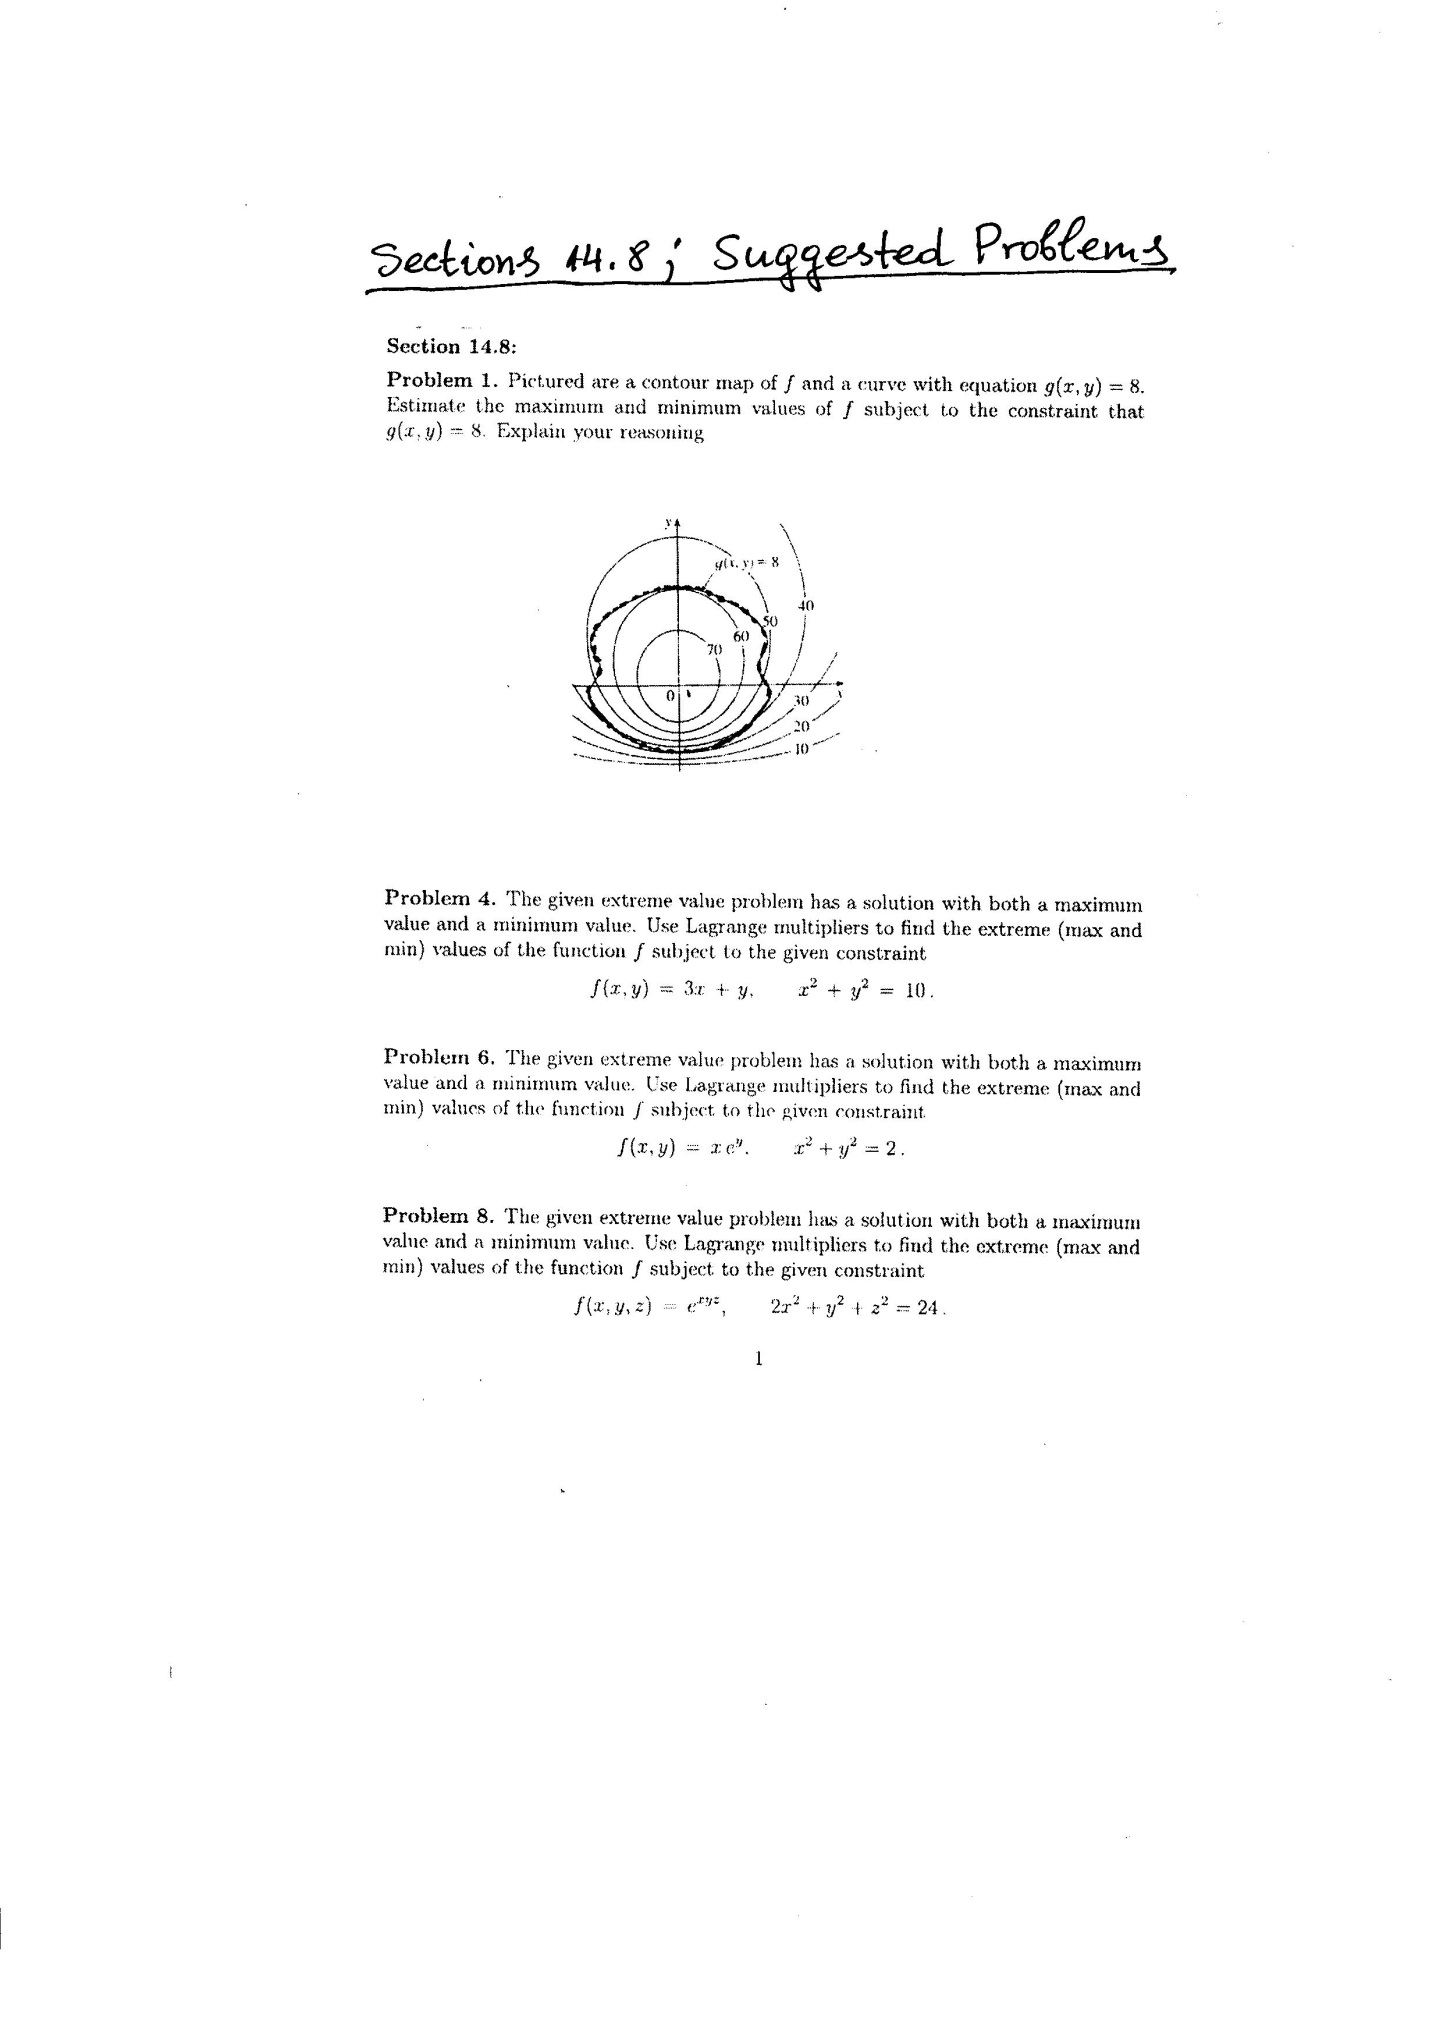 Sections 14.8; Suggested Problems
Section 14.8:
Problem 1. Pictured are a contour map of f and a curve with equation g(x, y) = 8.
Estimate the maximum and minimum values of f subject to the constraint that
g(x, y) = 8. Explain your reasoning
y
g(x, y) = 8
40
50
60
70
0
x
30
20
10
Problem 4. The given extreme value problem has a solution with both a maximum
value and a minimum value. Use Lagrange multipliers to find the extreme (max and
min) values of the function f subject to the given constraint
f(x, y) = 3x + y, x² + y² = 10.
Problem 6. The given extreme value problem has a solution with both a maximum
value and a minimum value. Use Lagrange multipliers to find the extreme (max and
min) values of the function f subject to the given constraint
f(x, y) = x eʸ. x² + y² = 2.
Problem 8. The given extreme value problem has a solution with both a maximum
value and a minimum value. Use Lagrange multipliers to find the extreme (max and
min) values of the function f subject to the given constraint
f(x, y, z) = eˣʸᶻ, 2x² + y² + z² = 24.
1